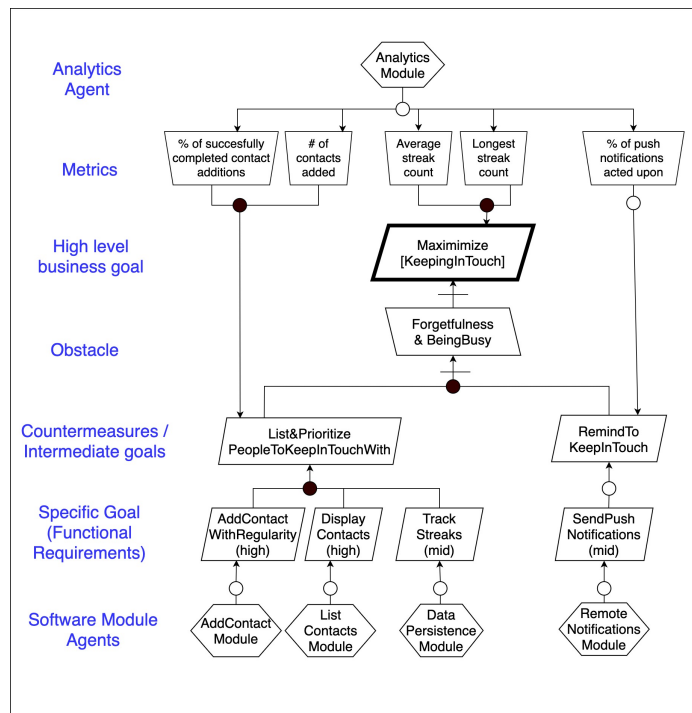 Analytics
Agent
Analytics
Module
Metrics
% of succesfully
completed contact
additions
# of
contacts
added
Average
streak
count
Longest
streak
count
% of push
notifications
acted upon
High level
business goal
Maximimize
[KeepingInTouch]
Obstacle
Forgetfulness
& BeingBusy
Countermeasures /
Intermediate goals
List&Prioritize
PeopleToKeepInTouchWith
RemindTo
KeepInTouch
Specific Goal
(Functional
Requirements)
AddContact
WithRegularity
(high)
Display
Contacts
(high)
Track
Streaks
(mid)
SendPush
Notifications
(mid)
Software Module
Agents
AddContact
Module
List
Contacts
Module
Data
Persistence
Module
Remote
Notifications
Module